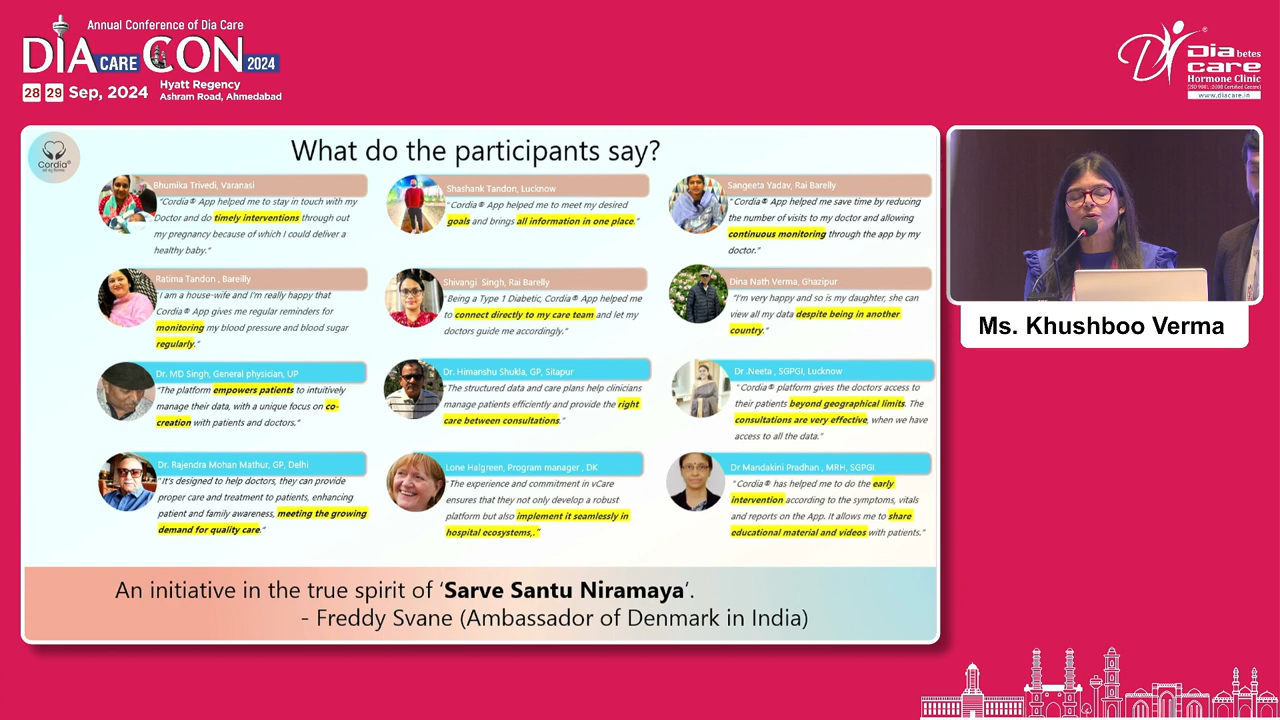 Annual Conference of Dia Care
DIA CARE CON 2024
28 29 Sep, 2024
Hyatt Regency
Ashram Road, Ahmedabad
Diabetes
care
Hormone Clinic
(ISO 9001:2008 Certified Centre)
www.diacare.in
Cordia®
What do the participants say?
Bhumika Trivedi, Varanasi
"Cordia® App helped me to stay in touch with my
Doctor and do timely interventions through out
my pregnancy because of which I could deliver a
healthy baby."
Shashank Tandon, Lucknow
"Cordia® App helped me to meet my desired
goals and brings all information in one place."
Sangeeta Yadav, Rai Barelly
"Cordia® App helped me save time by reducing
the number of visits to my doctor and allowing
continuous monitoring through the app by my
doctor."
Ratima Tandon , Bareilly
"I am a house-wife and I'm really happy that
Cordia® App gives me regular reminders for
monitoring my blood pressure and blood sugar
regularly."
Shivangi Singh, Rai Barelly
"Being a Type 1 Diabetic, Cordia® App helped me
to connect directly to my care team and let my
doctors guide me accordingly."
Dina Nath Verma, Ghazipur
"I'm very happy and so is my daughter, she can
view all my data despite being in another
country."
Dr. MD Singh, General physician, UP
"The platform empowers patients to intuitively
manage their data, with a unique focus on co-
creation with patients and doctors."
Dr. Himanshu Shukla, GP, Sitapur
"The structured data and care plans help clinicians
manage patients efficiently and provide the right
care between consultations."
Dr .Neeta , SGPGI, Lucknow
"Cordia® platform gives the doctors access to
their patients beyond geographical limits. The
consultations are very effective, when we have
access to all the data."
Dr. Rajendra Mohan Mathur, GP, Delhi
"It's designed to help doctors, they can provide
proper care and treatment to patients, enhancing
patient and family awareness, meeting the growing
demand for quality care."
Lone Halgreen, Program manager , DK
"The experience and commitment in vCare
ensures that they not only develop a robust
platform but also implement it seamlessly in
hospital ecosystems,."
Dr Mandakini Pradhan , MRH, SGPGI
"Cordia® has helped me to do the early
intervention according to the symptoms, vitals
and reports on the App. It allows me to share
educational material and videos with patients."
An initiative in the true spirit of 'Sarve Santu Niramaya'.
- Freddy Svane (Ambassador of Denmark in India)
Ms. Khushboo Verma